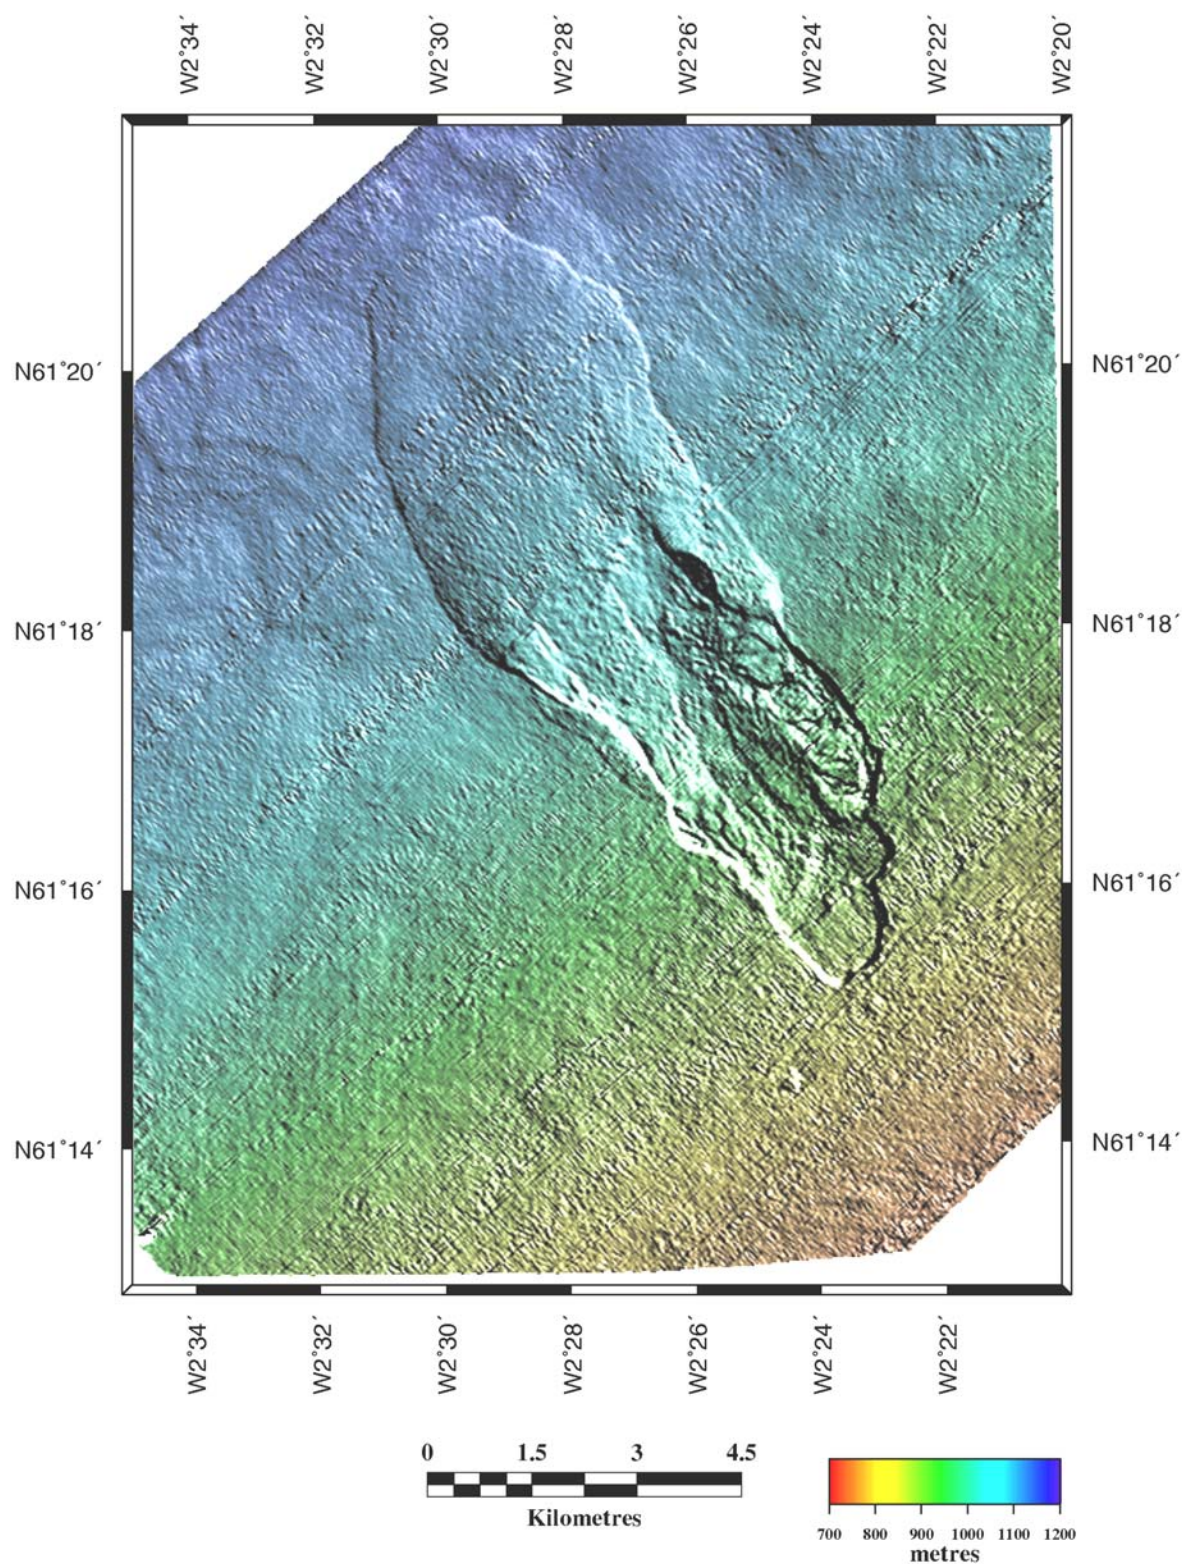 W2°34´ W2°32´ W2°30´ W2°28´ W2°26´ W2°24´ W2°22´ W2°20´
N61°20´ N61°20´
N61°18´ N61°18´
N61°16´ N61°16´
N61°14´ N61°14´
W2°34´ W2°32´ W2°30´ W2°28´ W2°26´ W2°24´ W2°22´
0 1.5 3 4.5
Kilometres
700 800 900 1000 1100 1200
metres